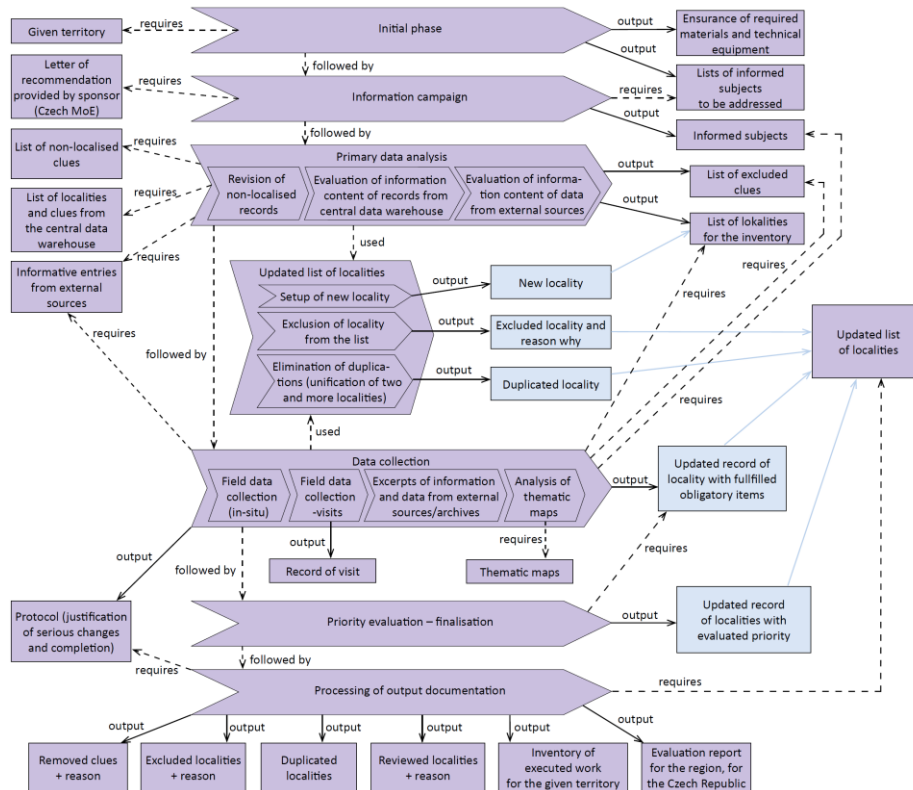 Initial phase
output
Ensurance of required
materials and technical
equipment
Given territory
requires
output
followed by
Letter of
recommendation
provided by sponsor
(Czech MoE)
requires
Information campaign
requires
Lists of informed
subjects
to be addressed
followed by
output
Informed subjects
List of non-localised
clues
requires
Primary data analysis
Revision of
non-localised
records
Evaluation of information
content of records from
central data warehouse
Evaluation of informa-
tion content of data
from external sources
output
List of excluded
clues
List of localities
and clues from
the central data
warehouse
requires
output
List of lokalities
for the inventory
requires
Informative entries
from external
sources
used
requires
Updated list of localities
Setup of new locality
output
New locality
requires
Exclusion of locality
from the list
output
Excluded locality and
reason why
Updated list
of localities
followed by
Elimination of duplica-
tions (unification of two
and more localities)
output
Duplicated locality
requires
requires
used
Data collection
Field data
collection
(in-situ)
Field data
collection
-visits
Excerpts of information
and data from external
sources/archives
Analysis of
thematic
maps
output
Updated record of
locality with fullfilled
obligatory items
output
followed by
output
Record of visit
requires
Thematic maps
requires
Protocol (justification
of serious changes
and completion)
Priority evaluation – finalisation
output
Updated record
of localities with
evaluated priority
followed by
requires
Processing of output documentation
requires
output
output
output
output
output
output
Removed clues
+ reason
Excluded localities
+ reason
Duplicated
localities
Reviewed localities
+ reason
Inventory of
executed work
for the given territory
Evaluation report
for the region, for
the Czech Republic